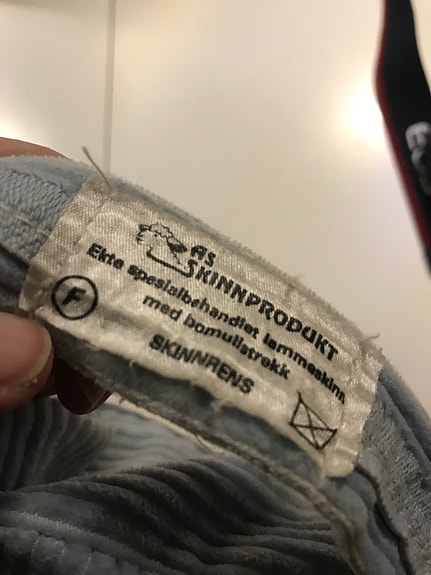 AS
SKINNPRODUKT
Ekte spesialbehandlet lammeskinn
med bomullstrekk
SKINNRENS
F